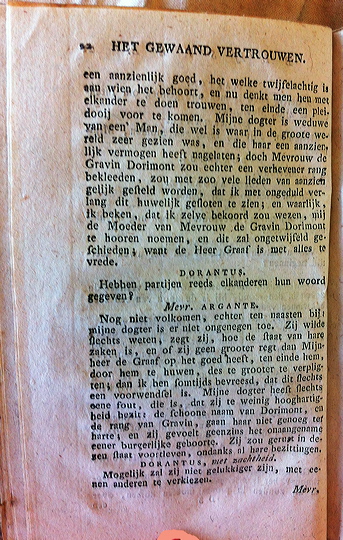 22 HET GEWAAND VERTROUWEN.
een aanzienlijk goed, het welke twijfelachtig is
aan wien het behoort, en nu denkt men hen met
elkander te doen trouwen, ten einde een plei-
dooij voor te komen. Mijne dogter is weduwe
van een' Man, die wel is waar in de groote we-
reld zeer gezien was, en die haar een aanzien-
lijk vermogen heeft nagelaten; doch Mevrouw de
Gravin Dorimont zou echter een verhevener rang
bekleeden, zou met zoo vele lieden van aanzien
gelijk gesteld worden, dat ik met ongeduld ver-
lang dit huwelijk gesloten te zien; en waarlijk,
ik beken, dat ik zelve bekoord zou wezen, mij
de Moeder van Mevrouw de Gravin Dorimont
te hooren noemen, en dit zal ongetwijfeld ge-
schieden; want de Heer Graaf is met alles te
vrede.
DORANTUS.
Hebben partijen reeds elkanderen hun woord
gegeven?
Mevr. ARGANTE.
Nog niet volkomen, echter ten naasten bij:
mijne dogter is er niet ongenegen toe. Zij wilde
slechts weten, zegt zij, hoe de staat van hare
zaken is, en of zij geen grooter regt dan Mijn-
heer de Graaf op het goed heeft, ten einde hem,
door hem te huwen, des te grooter te verplig-
ten; dan ik ben somtijds bevreesd, dat dit slechts
een voorwendsel is. Mijne dogter heeft slechts
eene fout, die is, dat zij te weinig hooghartig-
heid bezit: de schoone naam van Dorimont, en
de rang van Gravin, gaan haar niet genoeg ter
harte; en zij gevoelt geenzins het onaangename
eener burgerlijke geboorte. Zij zou gerust in de-
zen staat voortleven, ondanks al hare bezittingen.
DORANTUS, met zachtheid.
Mogelijk zal zij niet gelukkiger zijn, met ee-
nen anderen te verkiezen.
Mevr.